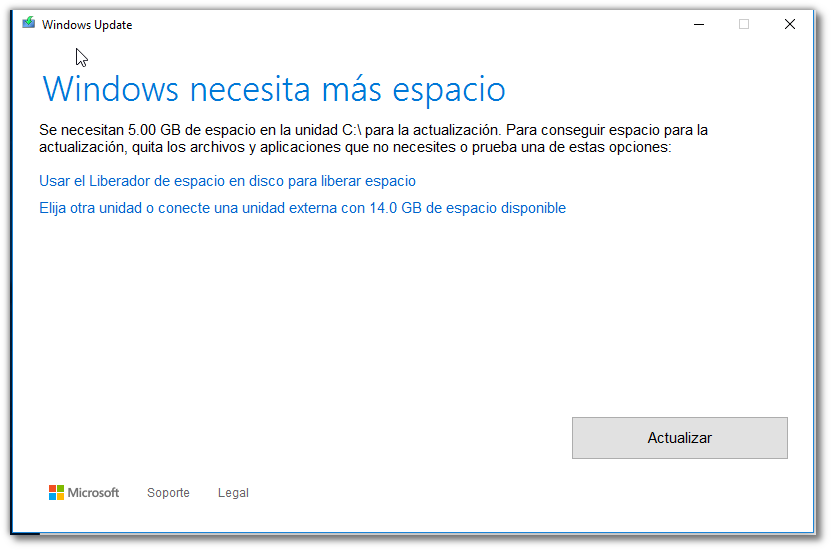 Windows Update
Windows necesita más espacio
Se necesitan 5.00 GB de espacio en la unidad C:\ para la actualización. Para conseguir espacio para la
actualización, quita los archivos y aplicaciones que no necesites o prueba una de estas opciones:
Usar el Liberador de espacio en disco para liberar espacio
Elija otra unidad o conecte una unidad externa con 14.0 GB de espacio disponible
Actualizar
Microsoft Soporte Legal